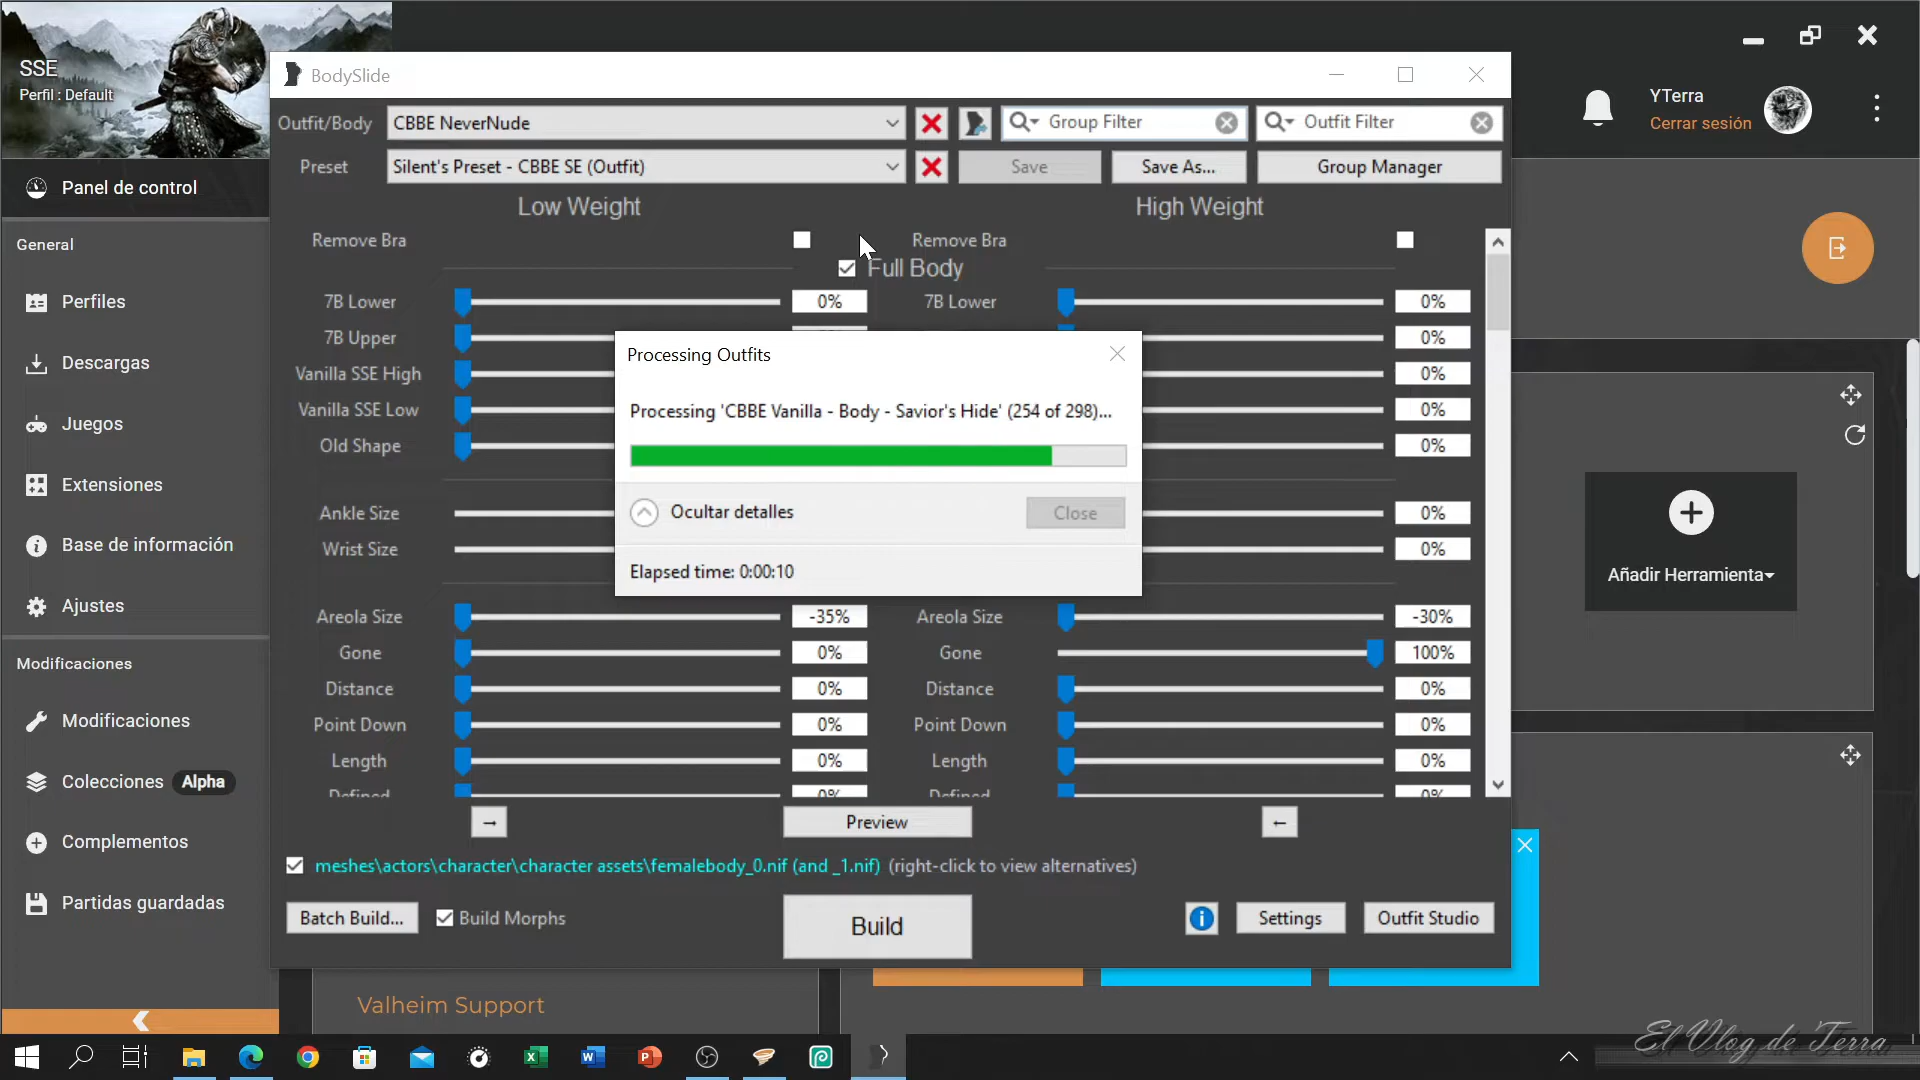 SSE
Perfil : Default
Panel de control
General
Perfiles
Descargas
Juegos
Extensiones
Base de información
Ajustes
Modificaciones
Modificaciones
Colecciones Alpha
Complementos
Partidas guardadas
BodySlide
Outfit/Body CBBE NeverNude Group Filter Outfit Filter
Preset Silent's Preset - CBBE SE (Outfit) Save Save As... Group Manager
Low Weight High Weight
Remove Bra Remove Bra
Full Body
7B Lower 0% 7B Lower 0%
7B Upper 0%
Vanilla SSE High 0%
Vanilla SSE Low 0%
Old Shape 0%
Ankle Size 0%
Wrist Size 0%
Processing Outfits
Processing 'CBBE Vanilla - Body - Savior's Hide' (254 of 298)...
Ocultar detalles Close
Elapsed time: 0:00:10
Areola Size -35% Areola Size -30%
Gone 0% Gone 100%
Distance 0% Distance 0%
Point Down 0% Point Down 0%
Length 0% Length 0%
Defined 0% Defined 0%
→ Preview ←
meshes\actors\character\character assets\femalebody_0.nif (and _1.nif) (right-click to view alternatives)
Batch Build... Build Morphs Build Settings Outfit Studio
YTerra
Cerrar sesión
Añadir Herramienta
Valheim Support
El Vlog de Terra